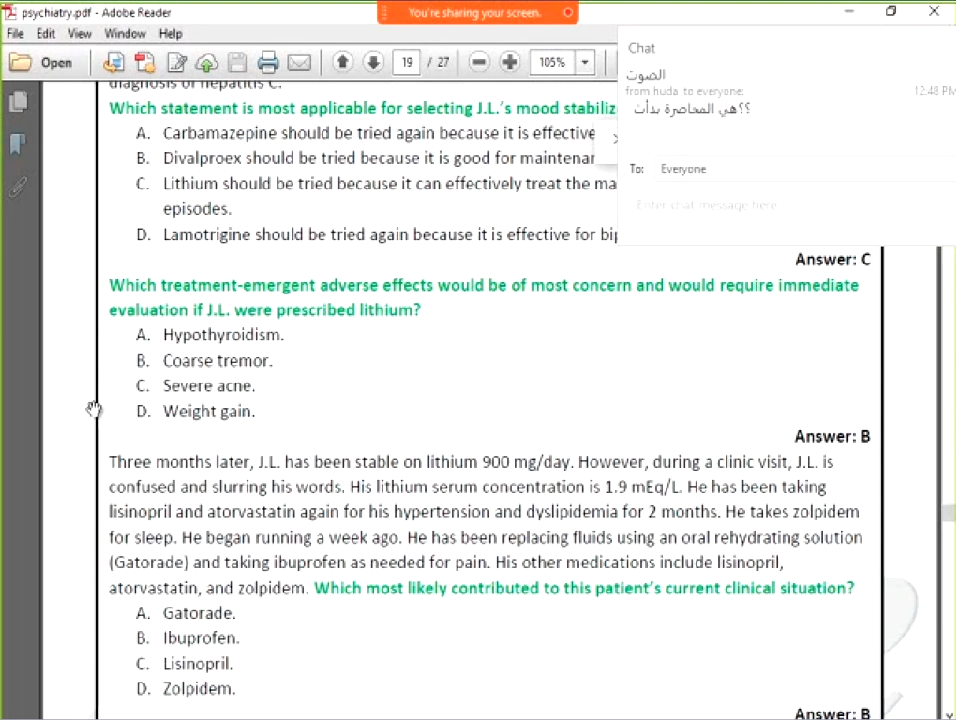 psychiatry.pdf - Adobe Reader
You're sharing your screen.
File Edit View Window Help
Open
19 / 27
105%
Chat
الصوت
from huda to everyone:
12:48 PM
هي المحاصرة بدأت؟؟
To: Everyone
Enter chat message here
diagnosis of hepatitis C.
Which statement is most applicable for selecting J.L.'s mood stabiliz
A. Carbamazepine should be tried again because it is effective
B. Divalproex should be tried because it is good for maintenan
C. Lithium should be tried because it can effectively treat the ma
episodes.
D. Lamotrigine should be tried again because it is effective for bip
Answer: C
Which treatment-emergent adverse effects would be of most concern and would require immediate
evaluation if J.L. were prescribed lithium?
A. Hypothyroidism.
B. Coarse tremor.
C. Severe acne.
D. Weight gain.
Answer: B
Three months later, J.L. has been stable on lithium 900 mg/day. However, during a clinic visit, J.L. is
confused and slurring his words. His lithium serum concentration is 1.9 mEq/L. He has been taking
lisinopril and atorvastatin again for his hypertension and dyslipidemia for 2 months. He takes zolpidem
for sleep. He began running a week ago. He has been replacing fluids using an oral rehydrating solution
(Gatorade) and taking ibuprofen as needed for pain. His other medications include lisinopril,
atorvastatin, and zolpidem. Which most likely contributed to this patient's current clinical situation?
A. Gatorade.
B. Ibuprofen.
C. Lisinopril.
D. Zolpidem.
Answer: B